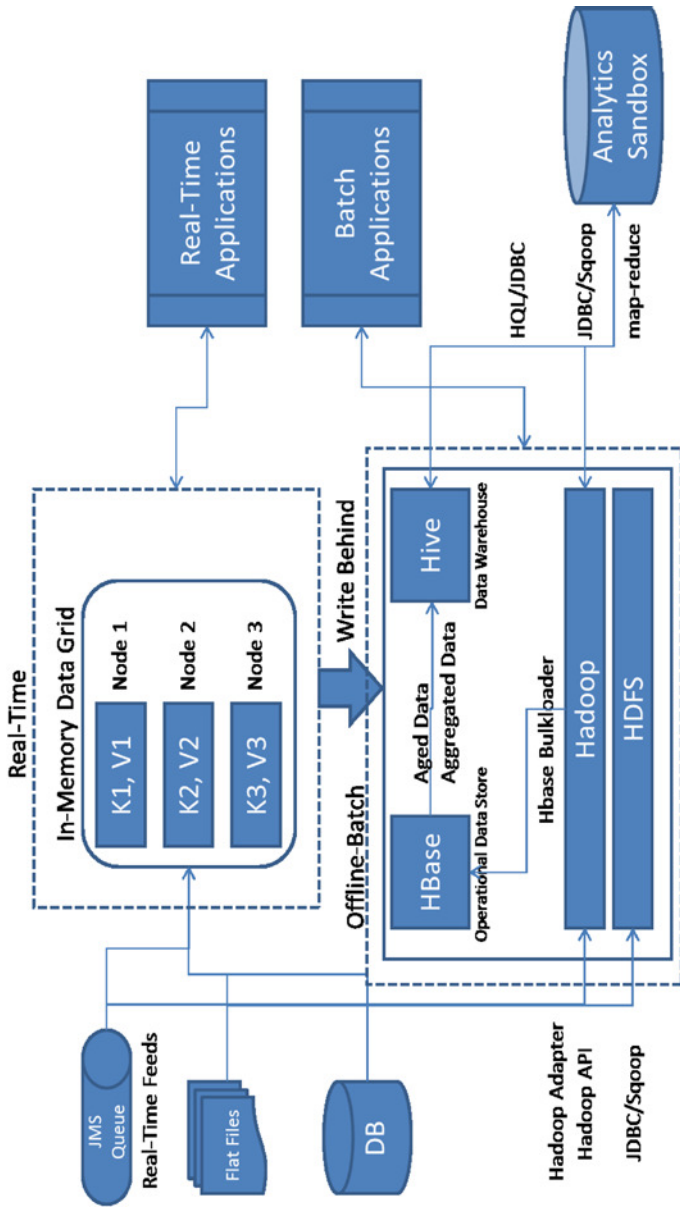 Real-Time
In-Memory Data Grid
K1, V1
Node 1
K2, V2
Node 2
K3, V3
Node 3
JMS
Queue
Real-Time Feeds
Flat Files
DB
Real-Time
Applications
Batch
Applications
Write Behind
Offline-Batch
HBase
Operational Data Store
Aged Data
Aggregated Data
Hive
Data Warehouse
Hbase Bulkloader
Hadoop
HDFS
Hadoop Adapter
Hadoop API
JDBC/Sqoop
HQL/JDBC
JDBC/Sqoop
map-reduce
Analytics
Sandbox